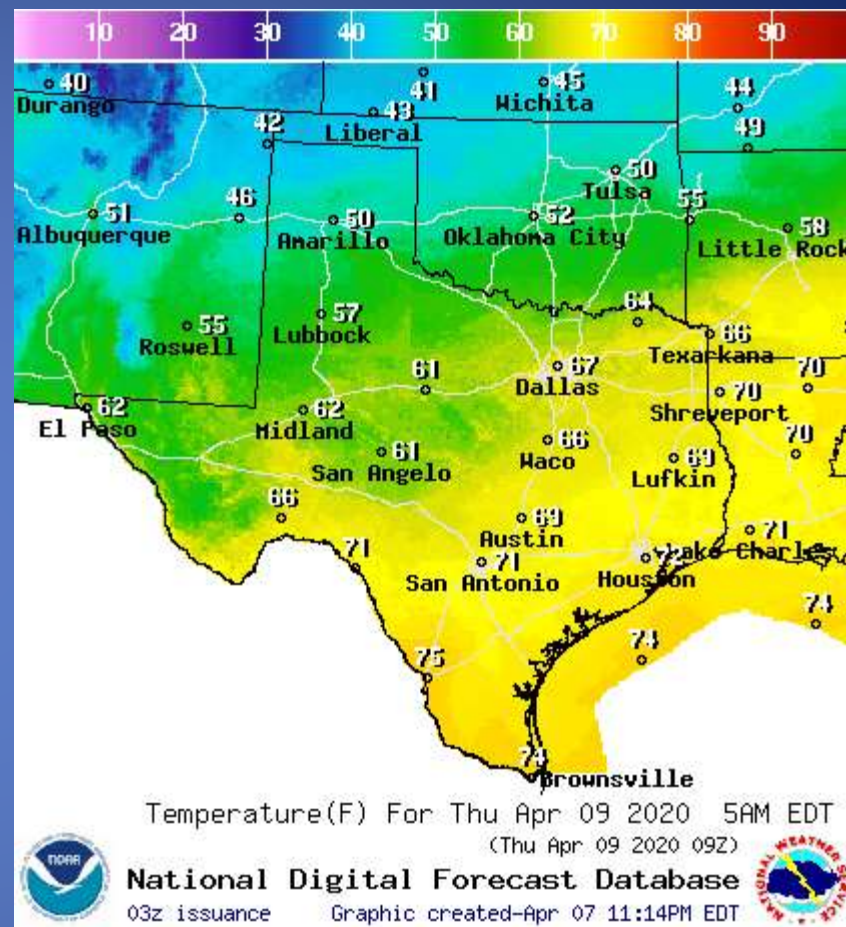 10 20 30 40 50 60 70 80 90
40
Durango
41
45
Wichita
44
43
Liberal
42
49
50
Tulsa
51
Albuquerque
46
50
Amarillo
52
Oklahoma City
55
58
Little Rock
55
Roswell
57
Lubbock
64
66
Texarkana
67
Dallas
61
70
Shreveport
70
62
El Paso
62
Midland
61
San Angelo
66
Waco
69
Lufkin
70
66
69
Austin
71
71
San Antonio
72
Houston
71
Lake Charles
75
74
74
74
Brownsville
Temperature(F) For Thu Apr 09 2020 5AM EDT
(Thu Apr 09 2020 09Z)
National Digital Forecast Database
03z issuance Graphic created-Apr 07 11:14PM EDT
NOAA
NATIONAL WEATHER SERVICE